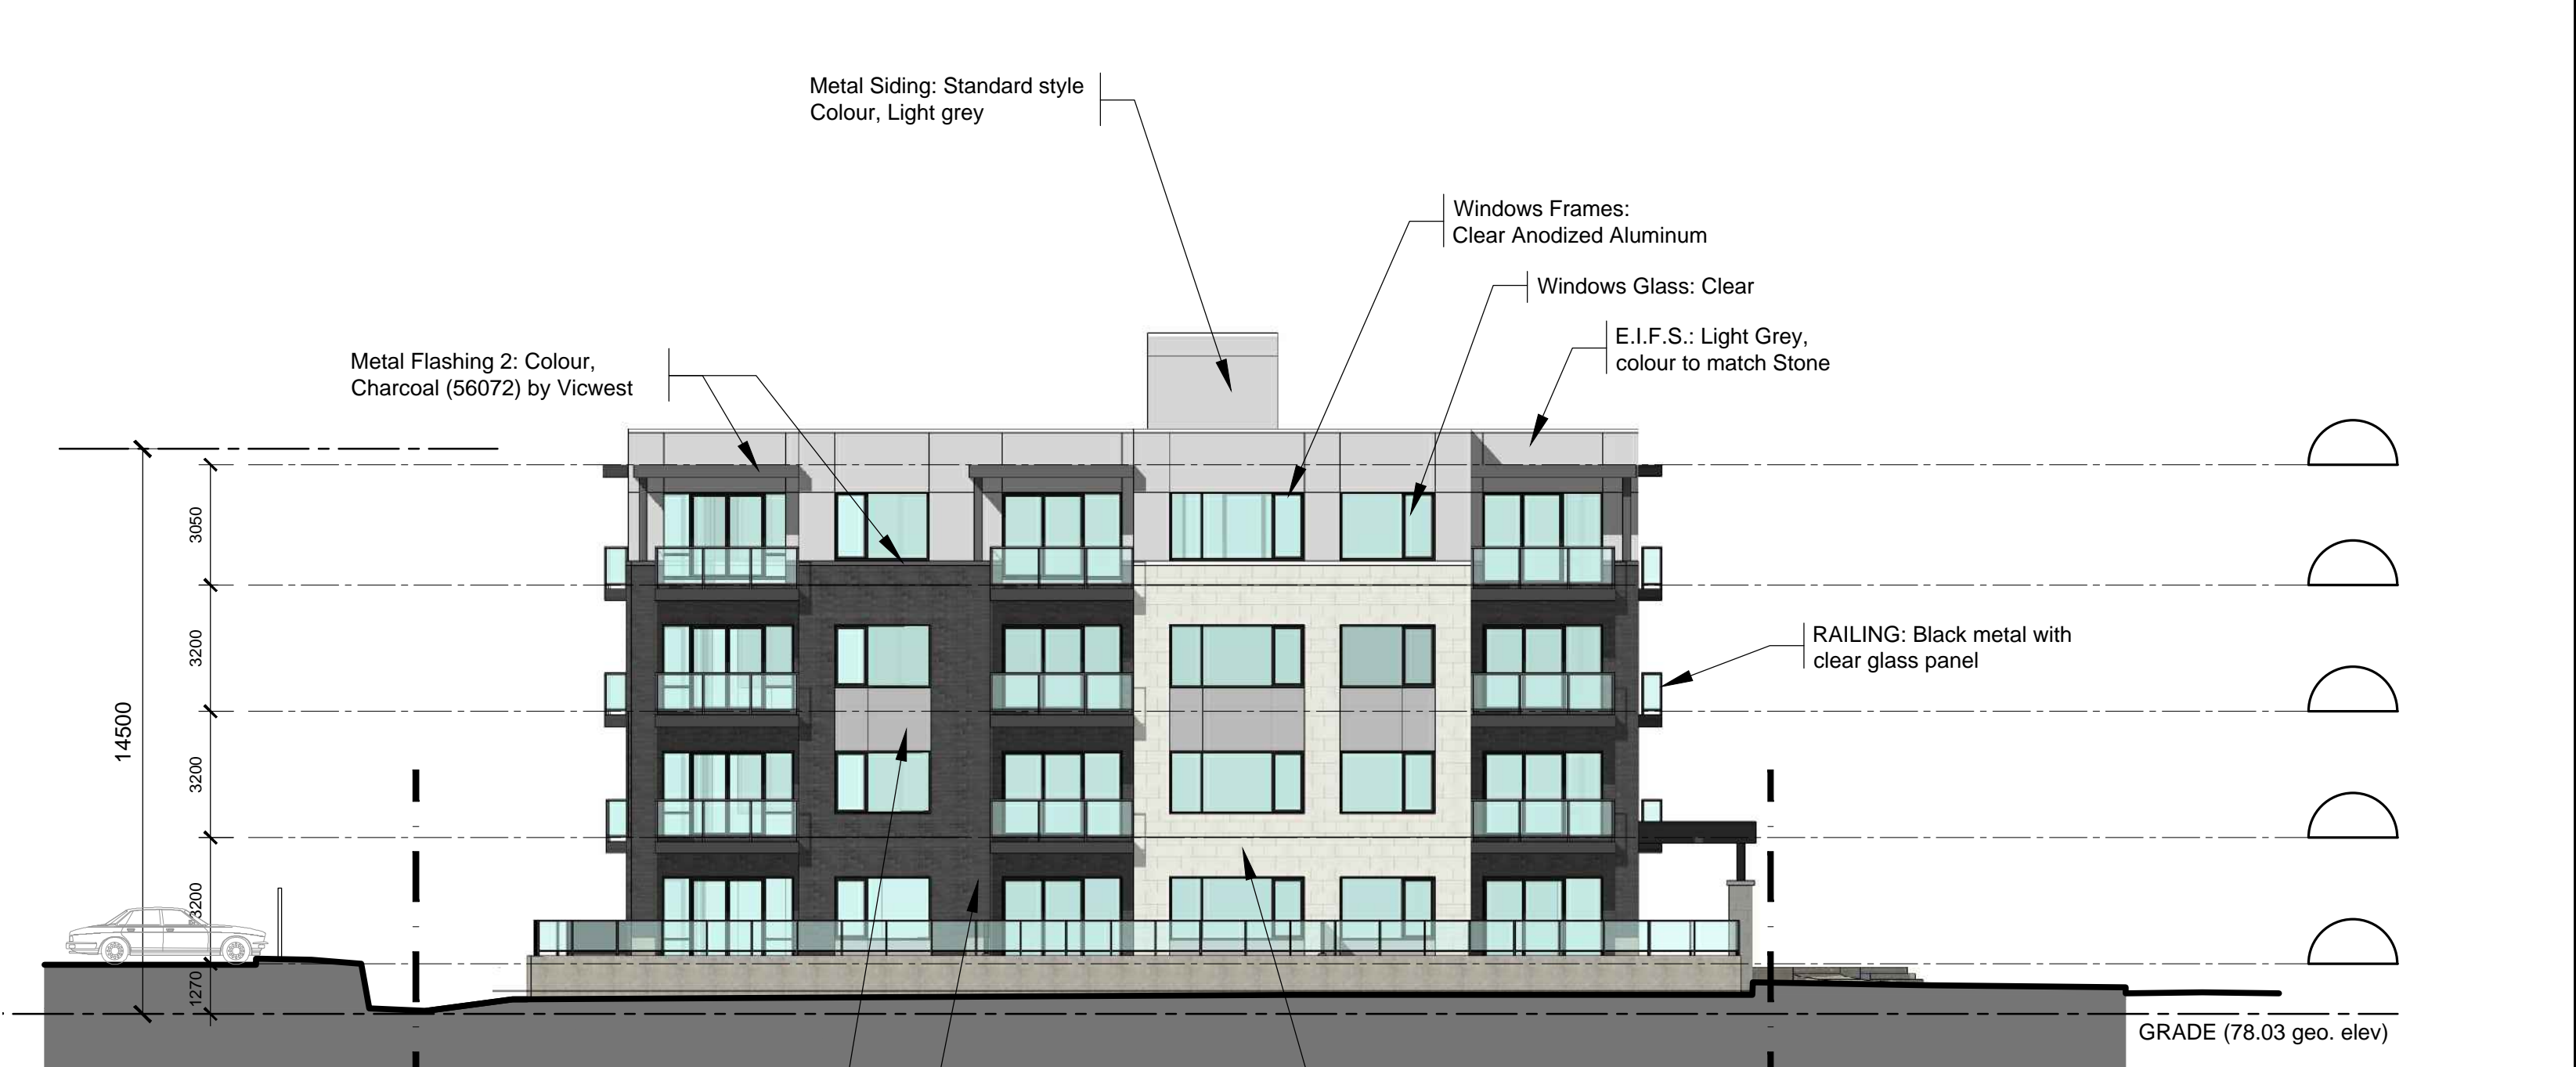 Metal Siding: Standard style
Colour, Light grey
Windows Frames:
Clear Anodized Aluminum
Windows Glass: Clear
E.I.F.S.: Light Grey,
colour to match Stone
Metal Flashing 2: Colour,
Charcoal (56072) by Vicwest
RAILING: Black metal with
clear glass panel
14500
3050
3200
3200
3200
1270
GRADE (78.03 geo. elev)